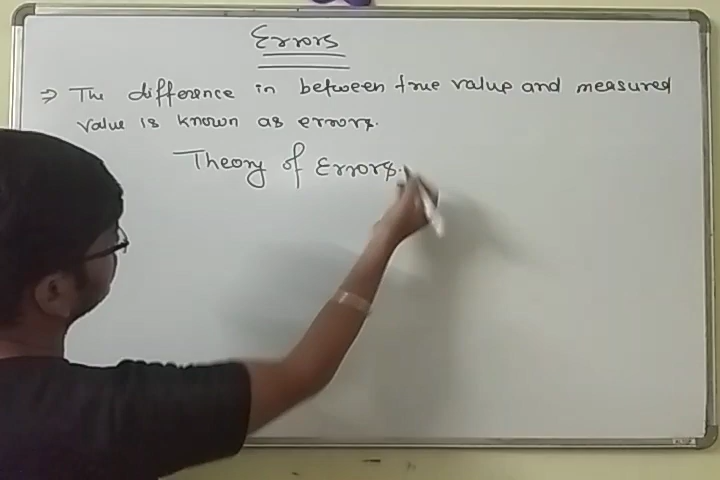 Errors
⇒ The difference in between true value and measured
value is known as errors.
Theory of Errors.